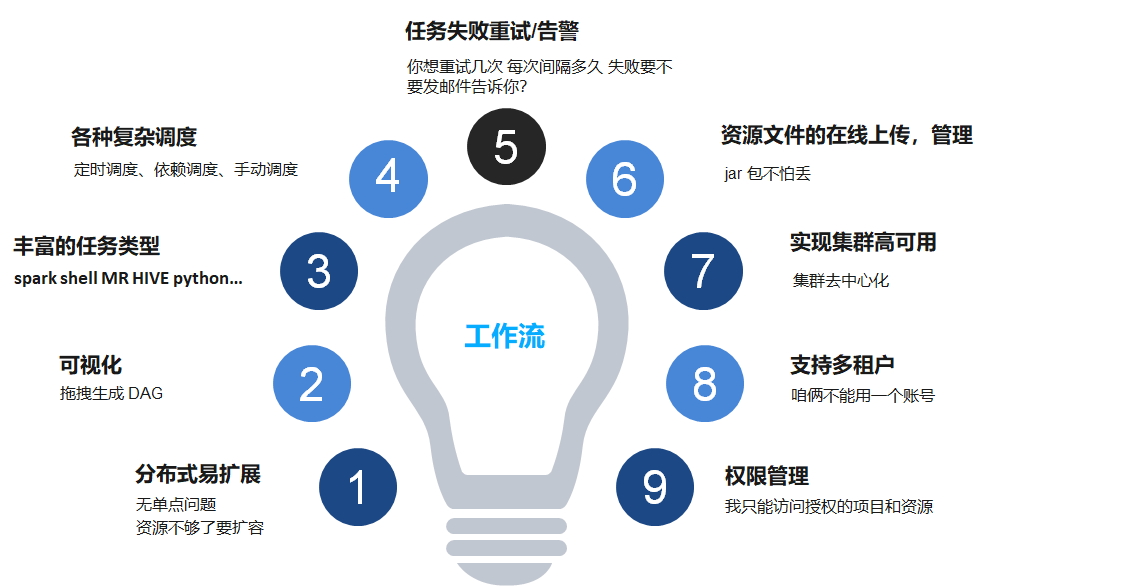 任务失败重试/告警
你想重试几次 每次间隔多久 失败要不
要发邮件告诉你?
各种复杂调度
定时调度、依赖调度、手动调度
4
5
6
资源文件的在线上传，管理
jar 包不怕丢
丰富的任务类型
spark shell MR HIVE python...
3
7
实现集群高可用
集群去中心化
工作流
可视化
拖拽生成 DAG
2
8
支持多租户
咱俩不能用一个账号
分布式易扩展
无单点问题
资源不够了要扩容
1
9
权限管理
我只能访问授权的项目和资源